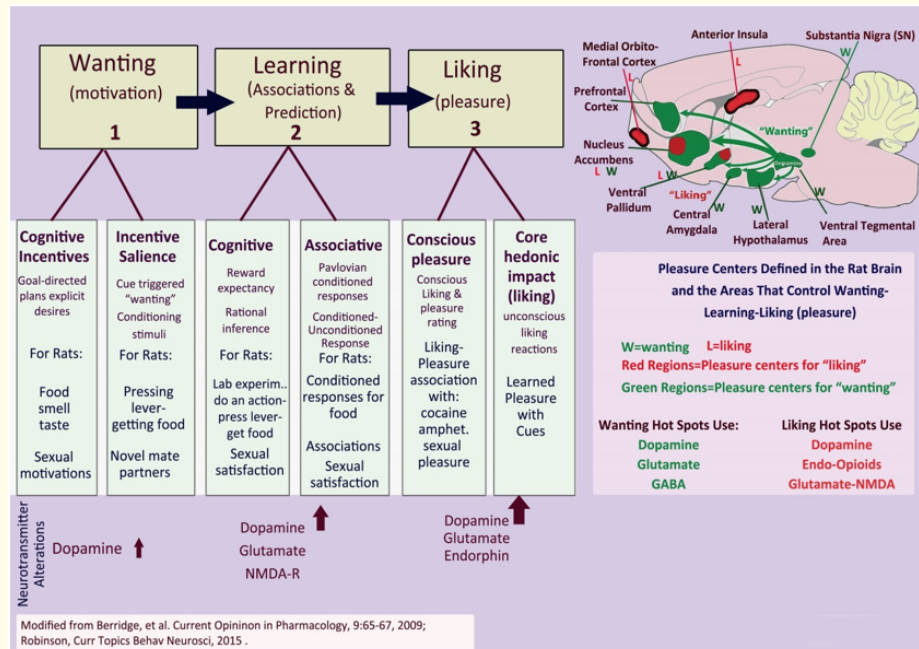 Wanting
(motivation)
1
Learning
(Associations &
Prediction)
2
Liking
(pleasure)
3
Cognitive
Incentives
Goal-directed
plans explicit
desires
For Rats:
Food
smell
taste
Sexual
motivations
Incentive
Salience
Cue triggered
“wanting”
Conditioning
stimuli
For Rats:
Pressing
lever-
getting food
Novel mate
partners
Cognitive
Reward
expectancy
Rational
inference
For Rats:
Lab experim..
do an action-
press lever-
get food
Sexual
satisfaction
Associative
Pavlovian
conditioned
responses
Conditioned-
Unconditioned
Response
For Rats:
Conditioned
responses for
food
Associations
Sexual
satisfaction
Conscious
pleasure
Conscious
Liking &
pleasure
rating
Liking-
Pleasure
association
with:
cocaine
amphet.
sexual
pleasure
Core
hedonic
impact
(liking)
unconscious
liking
reactions
Learned
Pleasure
with
Cues
Neurotransmitter
Alterations
Dopamine
Dopamine
Glutamate
NMDA-R
Dopamine
Glutamate
Endorphin
Modified from Berridge, et al. Current Opininon in Pharmacology, 9:65-67, 2009;
Robinson, Curr Topics Behav Neurosci, 2015 .
Medial Orbito-
Frontal Cortex
L
Anterior Insula
L
Substantia Nigra (SN)
W
Prefrontal
Cortex
“Wanting”
Nucleus
Accumbens
L W
Dopamine
L W
Ventral
Pallidum
“Liking”
W
Central
Amygdala
W
Lateral
Hypothalamus
W
Ventral Tegmental
Area
Pleasure Centers Defined in the Rat Brain
and the Areas That Control Wanting-
Learning-Liking (pleasure)
W=wanting L=liking
Red Regions=Pleasure centers for “liking”
Green Regions=Pleasure centers for “wanting”
Wanting Hot Spots Use:
Dopamine
Glutamate
GABA
Liking Hot Spots Use
Dopamine
Endo-Opioids
Glutamate-NMDA